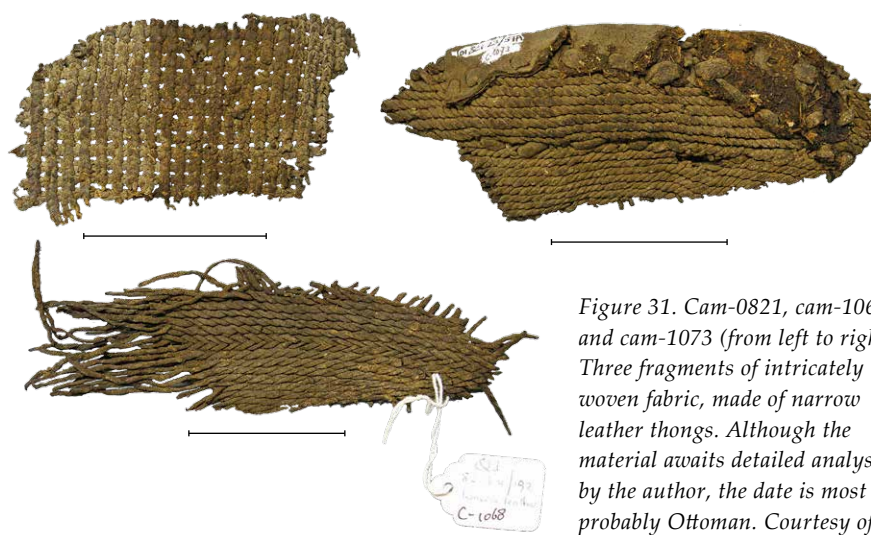 1073
Figure 31. Cam-0821, cam-106
and cam-1073 (from left to righ
Three fragments of intricately
woven fabric, made of narrow
leather thongs. Although the
material awaits detailed analys
by the author, the date is most
probably Ottoman. Courtesy of
C-1068